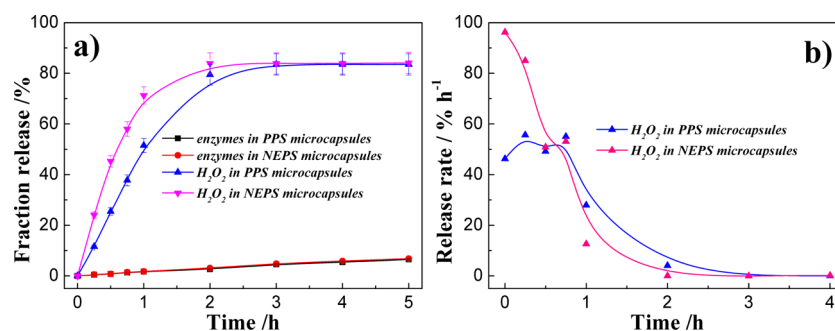 a)
Fraction release /%
100
80
60
40
20
0
enzymes in PPS microcapsules
enzymes in NEPS microcapsules
H₂O₂ in PPS microcapsules
H₂O₂ in NEPS microcapsules
0 1 2 3 4 5
Time /h
b)
Release rate / % h⁻¹
100
80
60
40
20
0
H₂O₂ in PPS microcapsules
H₂O₂ in NEPS microcapsules
0 1 2 3 4
Time /h